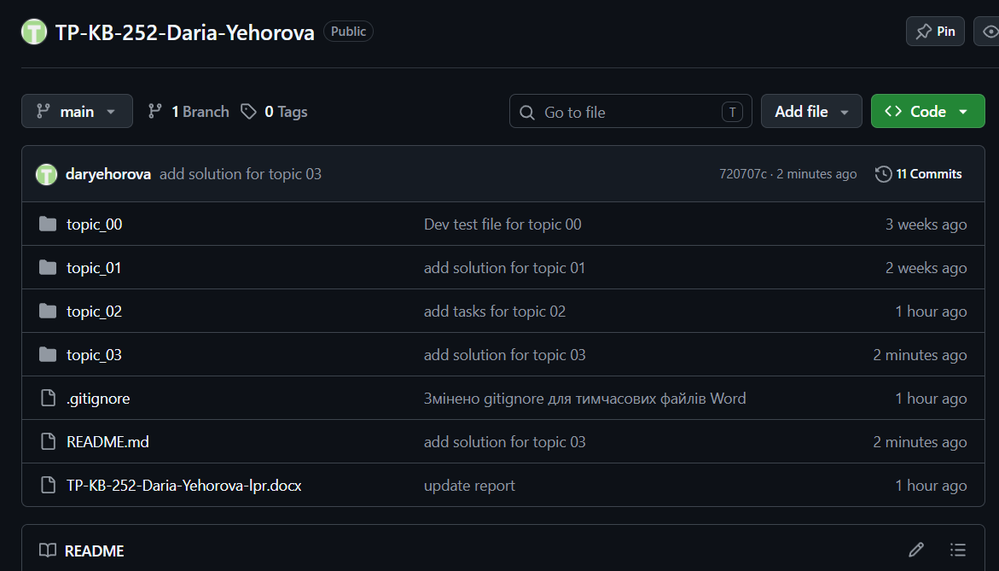 TP-KB-252-Daria-Yehorova Public Pin
main 1 Branch 0 Tags Go to file T Add file Code
daryehorova add solution for topic 03 720707c · 2 minutes ago 11 Commits
topic_00 Dev test file for topic 00 3 weeks ago
topic_01 add solution for topic 01 2 weeks ago
topic_02 add tasks for topic 02 1 hour ago
topic_03 add solution for topic 03 2 minutes ago
.gitignore Змінено gitignore для тимчасових файлів Word 1 hour ago
README.md add solution for topic 03 2 minutes ago
TP-KB-252-Daria-Yehorova-lpr.docx update report 1 hour ago
README